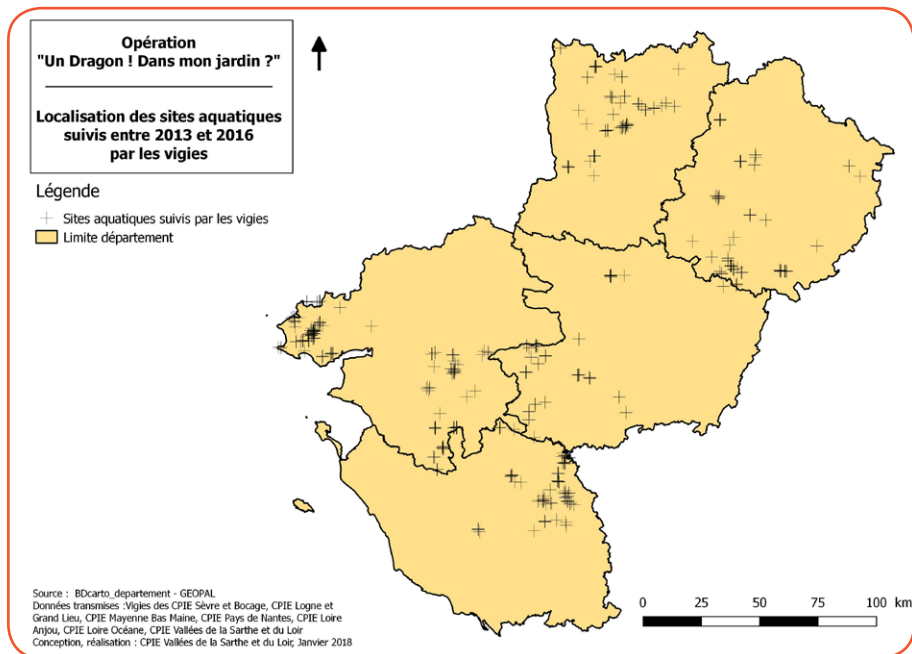 Opération
"Un Dragon ! Dans mon jardin ?"
Localisation des sites aquatiques
suivis entre 2013 et 2016
par les vigies
Légende
Sites aquatiques suivis par les vigies
Limite département
Source : BDcarto_departement - GEOPAL
Données transmises :Vigies des CPIE Sèvre et Bocage, CPIE Logne et
Grand Lieu, CPIE Mayenne Bas Maine, CPIE Pays de Nantes, CPIE Loire
Anjou, CPIE Loire Océane, CPIE Vallées de la Sarthe et du Loir
Conception, réalisation : CPIE Vallées de la Sarthe et du Loir, Janvier 2018
0 25 50 75 100 km